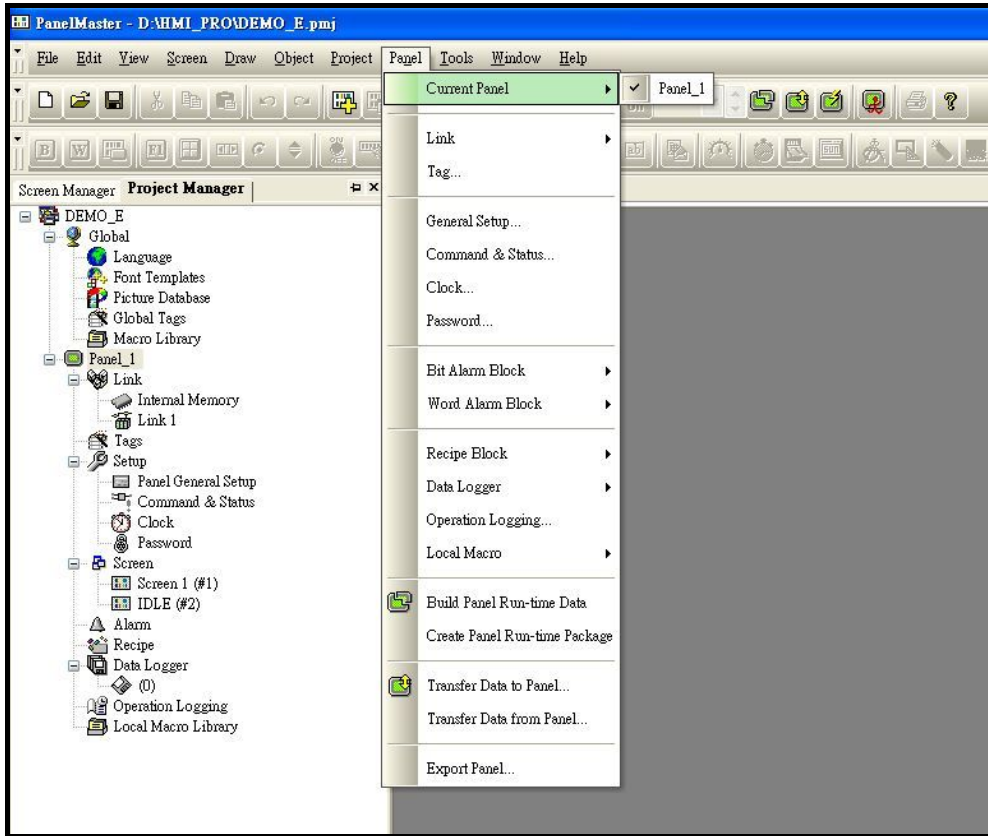 PanelMaster - D:\HMI_PRO\DEMO_E.pmj
File Edit View Screen Draw Object Project Panel Tools Window Help
Screen Manager Project Manager
DEMO_E
Global
Language
Font Templates
Picture Database
Global Tags
Macro Library
Panel_1
Link
Internal Memory
Link 1
Tags
Setup
Panel General Setup
Command & Status
Clock
Password
Screen
Screen 1 (#1)
IDLE (#2)
Alarm
Recipe
Data Logger
(0)
Operation Logging
Local Macro Library
Current Panel
Panel_1
Link
Tag...
General Setup...
Command & Status...
Clock...
Password...
Bit Alarm Block
Word Alarm Block
Recipe Block
Data Logger
Operation Logging...
Local Macro
Build Panel Run-time Data
Create Panel Run-time Package
Transfer Data to Panel...
Transfer Data from Panel...
Export Panel...